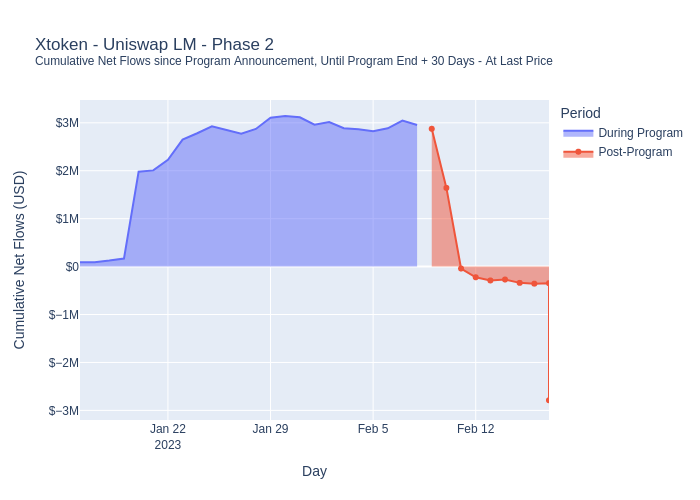 Xtoken - Uniswap LM - Phase 2
Cumulative Net Flows since Program Announcement, Until Program End + 30 Days - At Last Price
Period
During Program
Post-Program
Cumulative Net Flows (USD)
$3M
$2M
$1M
$0
$−1M
$−2M
$−3M
Jan 22
2023
Jan 29
Feb 5
Feb 12
Day